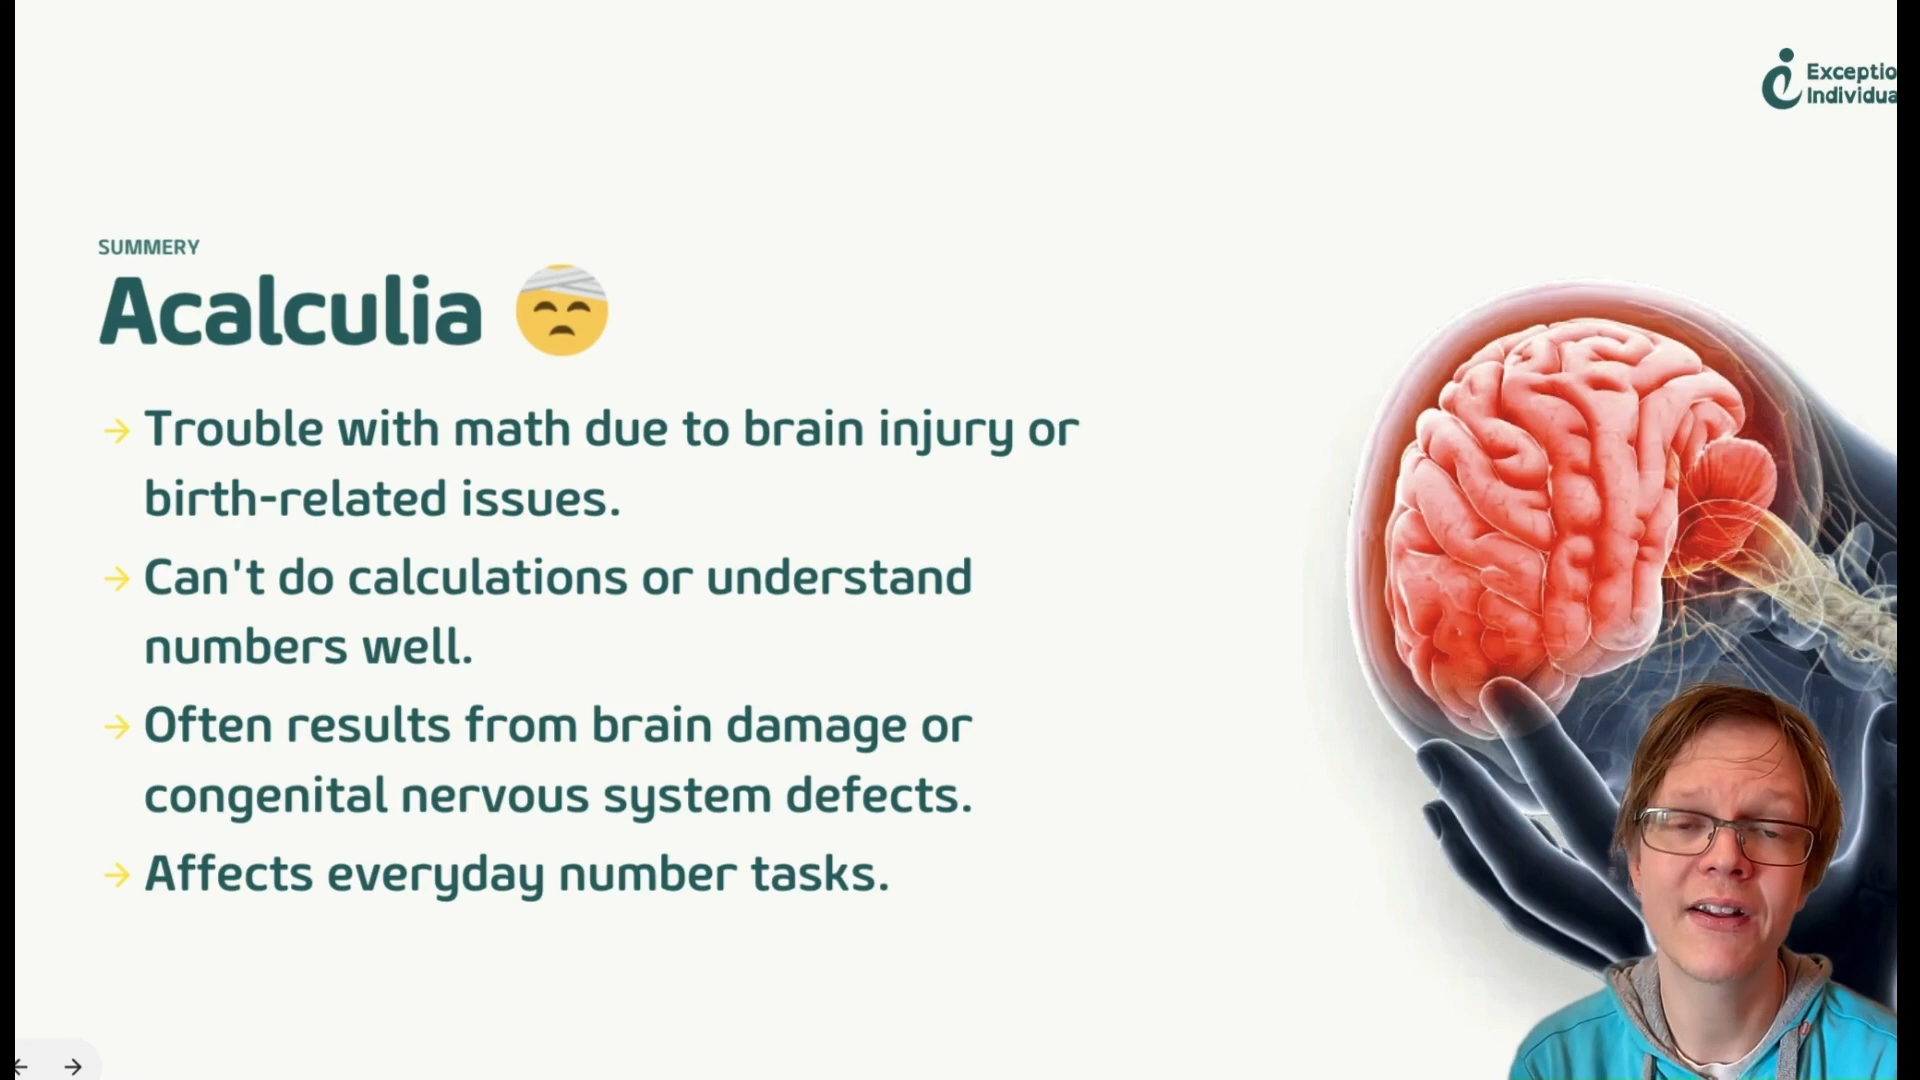 Exceptio
Individua
SUMMERY
Acalculia
Trouble with math due to brain injury or
birth-related issues.
Can't do calculations or understand
numbers well.
Often results from brain damage or
congenital nervous system defects.
Affects everyday number tasks.